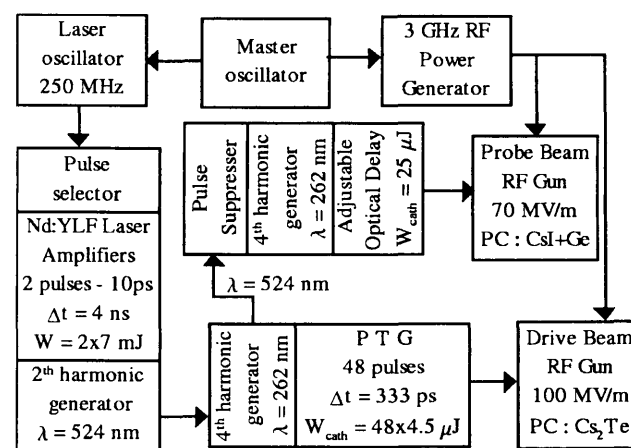 Laser
oscillator
250 MHz
Master
oscillator
3 GHz RF
Power
Generator
Pulse
selector
Nd:YLF Laser
Amplifiers
2 pulses - 10ps
Δt = 4 ns
W = 2x7 mJ
2th harmonic
generator
λ = 524 nm
Pulse
Suppresser
4th harmonic
generator
λ = 262 nm
Adjustable
Optical Delay
Wcath = 25 μJ
Probe Beam
RF Gun
70 MV/m
PC : CsI+Ge
λ = 524 nm
4th harmonic
generator
λ = 262 nm
P T G
48 pulses
Δt = 333 ps
Wcath = 48x4.5 μJ
Drive Beam
RF Gun
100 MV/m
PC : Cs2Te